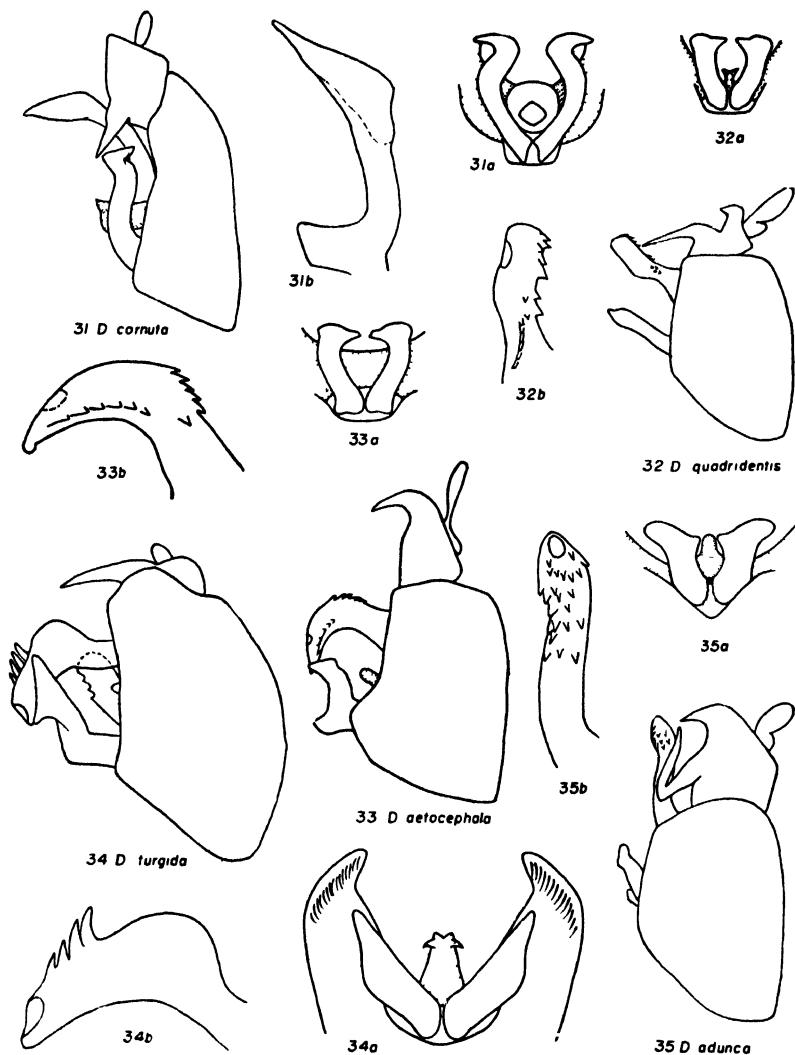 31a
32a
31b
31 D cornuta
32b
33a
33b
32 D quadridentis
35a
35b
33 D aetocephala
34 D turgida
34b
34a
35 D adunca